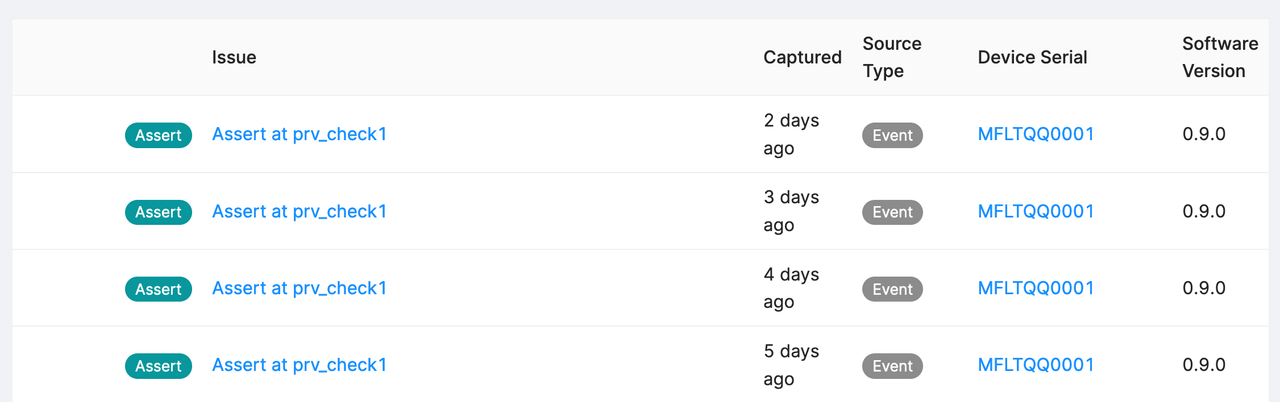 Issue Captured Source Type Device Serial Software Version
Assert Assert at prv_check1 2 days ago Event MFLTQQ0001 0.9.0
Assert Assert at prv_check1 3 days ago Event MFLTQQ0001 0.9.0
Assert Assert at prv_check1 4 days ago Event MFLTQQ0001 0.9.0
Assert Assert at prv_check1 5 days ago Event MFLTQQ0001 0.9.0